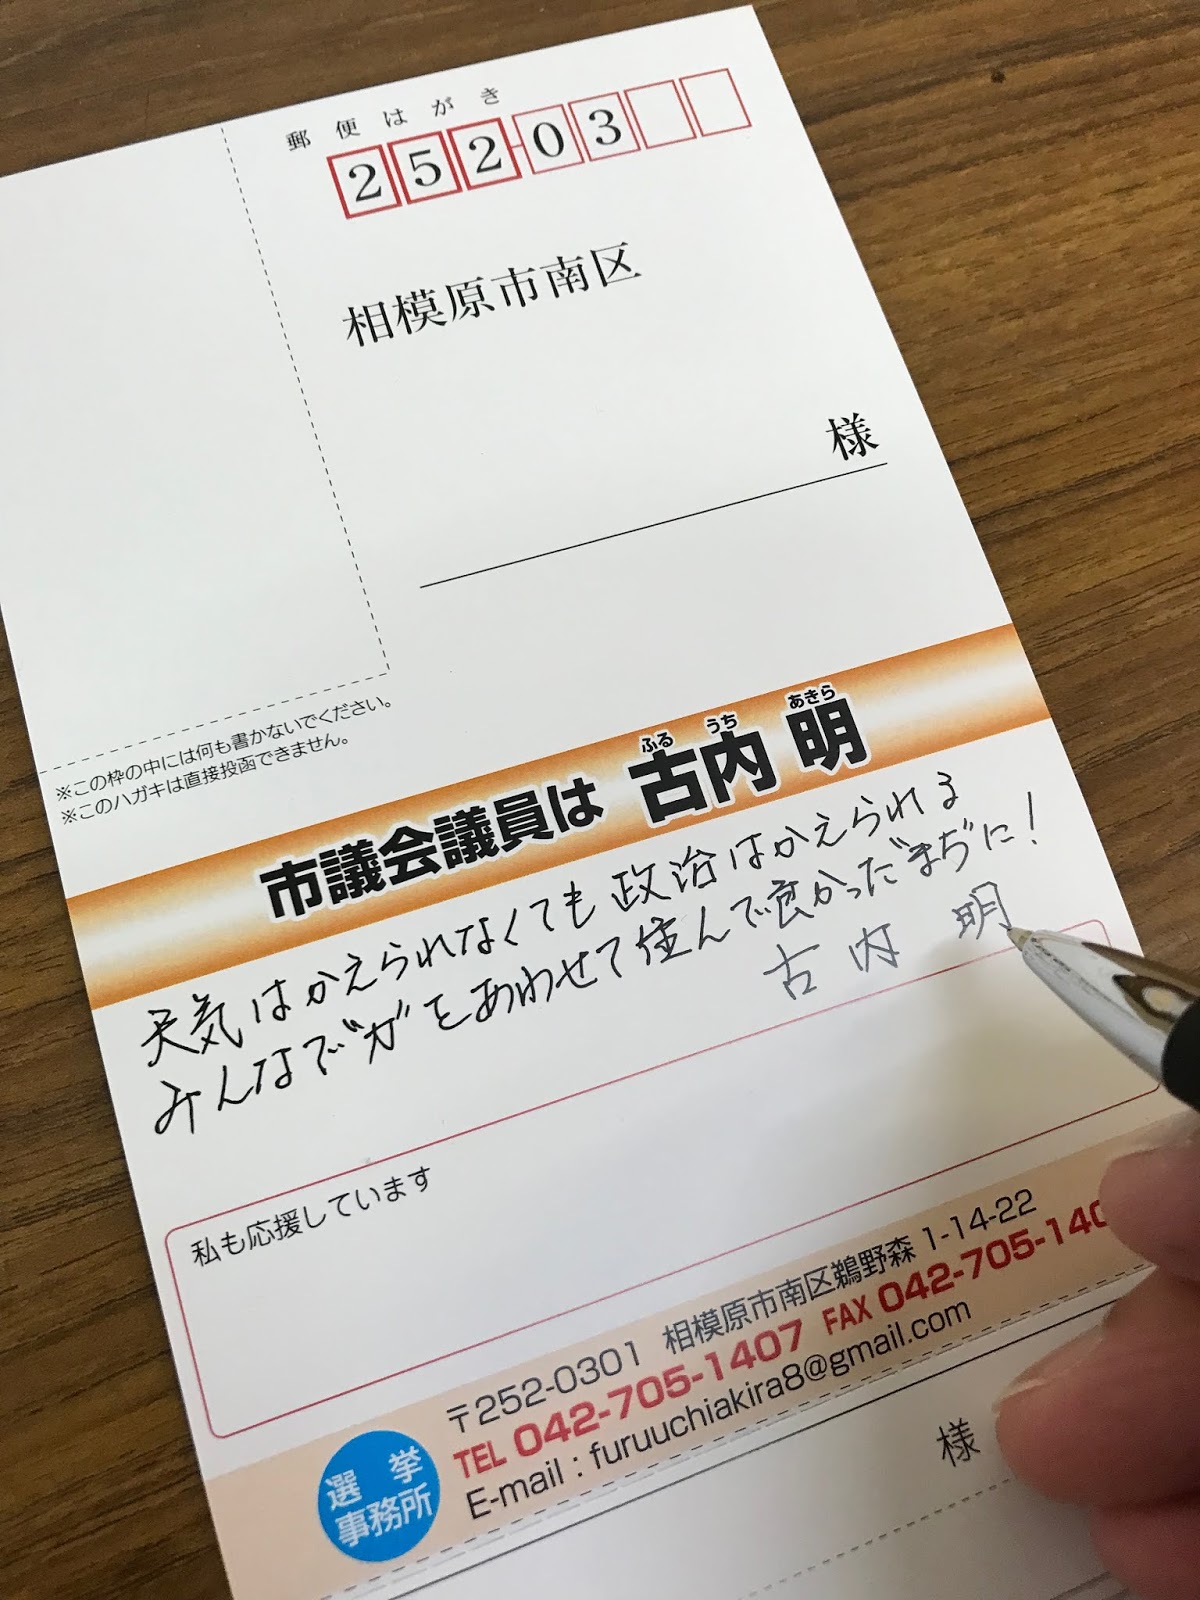 郵便はがき
252-03
相模原市南区
様
※この枠の中には何も書かないでください。
※このハガキは直接投函できません。
ふる うち あきら
市議会議員は 古内 明
天気はかえられなくても政治はかえられる
みんなで“が”をあわせて住んで良かった“まち”に!
古内 明
私も応援しています
選挙
事務所
〒252-0301 相模原市南区鵜野森 1-14-22
TEL 042-705-1407 FAX 042-705-140
E-mail : furuuchiakira8@gmail.com
様